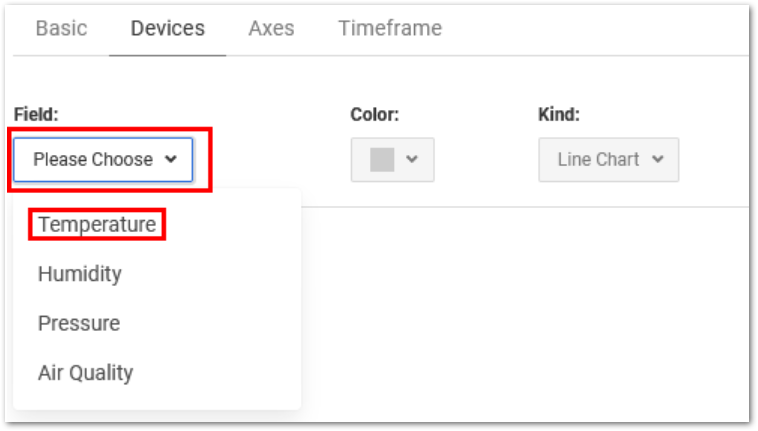 Basic Devices Axes Timeframe
Field: Color: Kind:
Please Choose Line Chart
Temperature
Humidity
Pressure
Air Quality